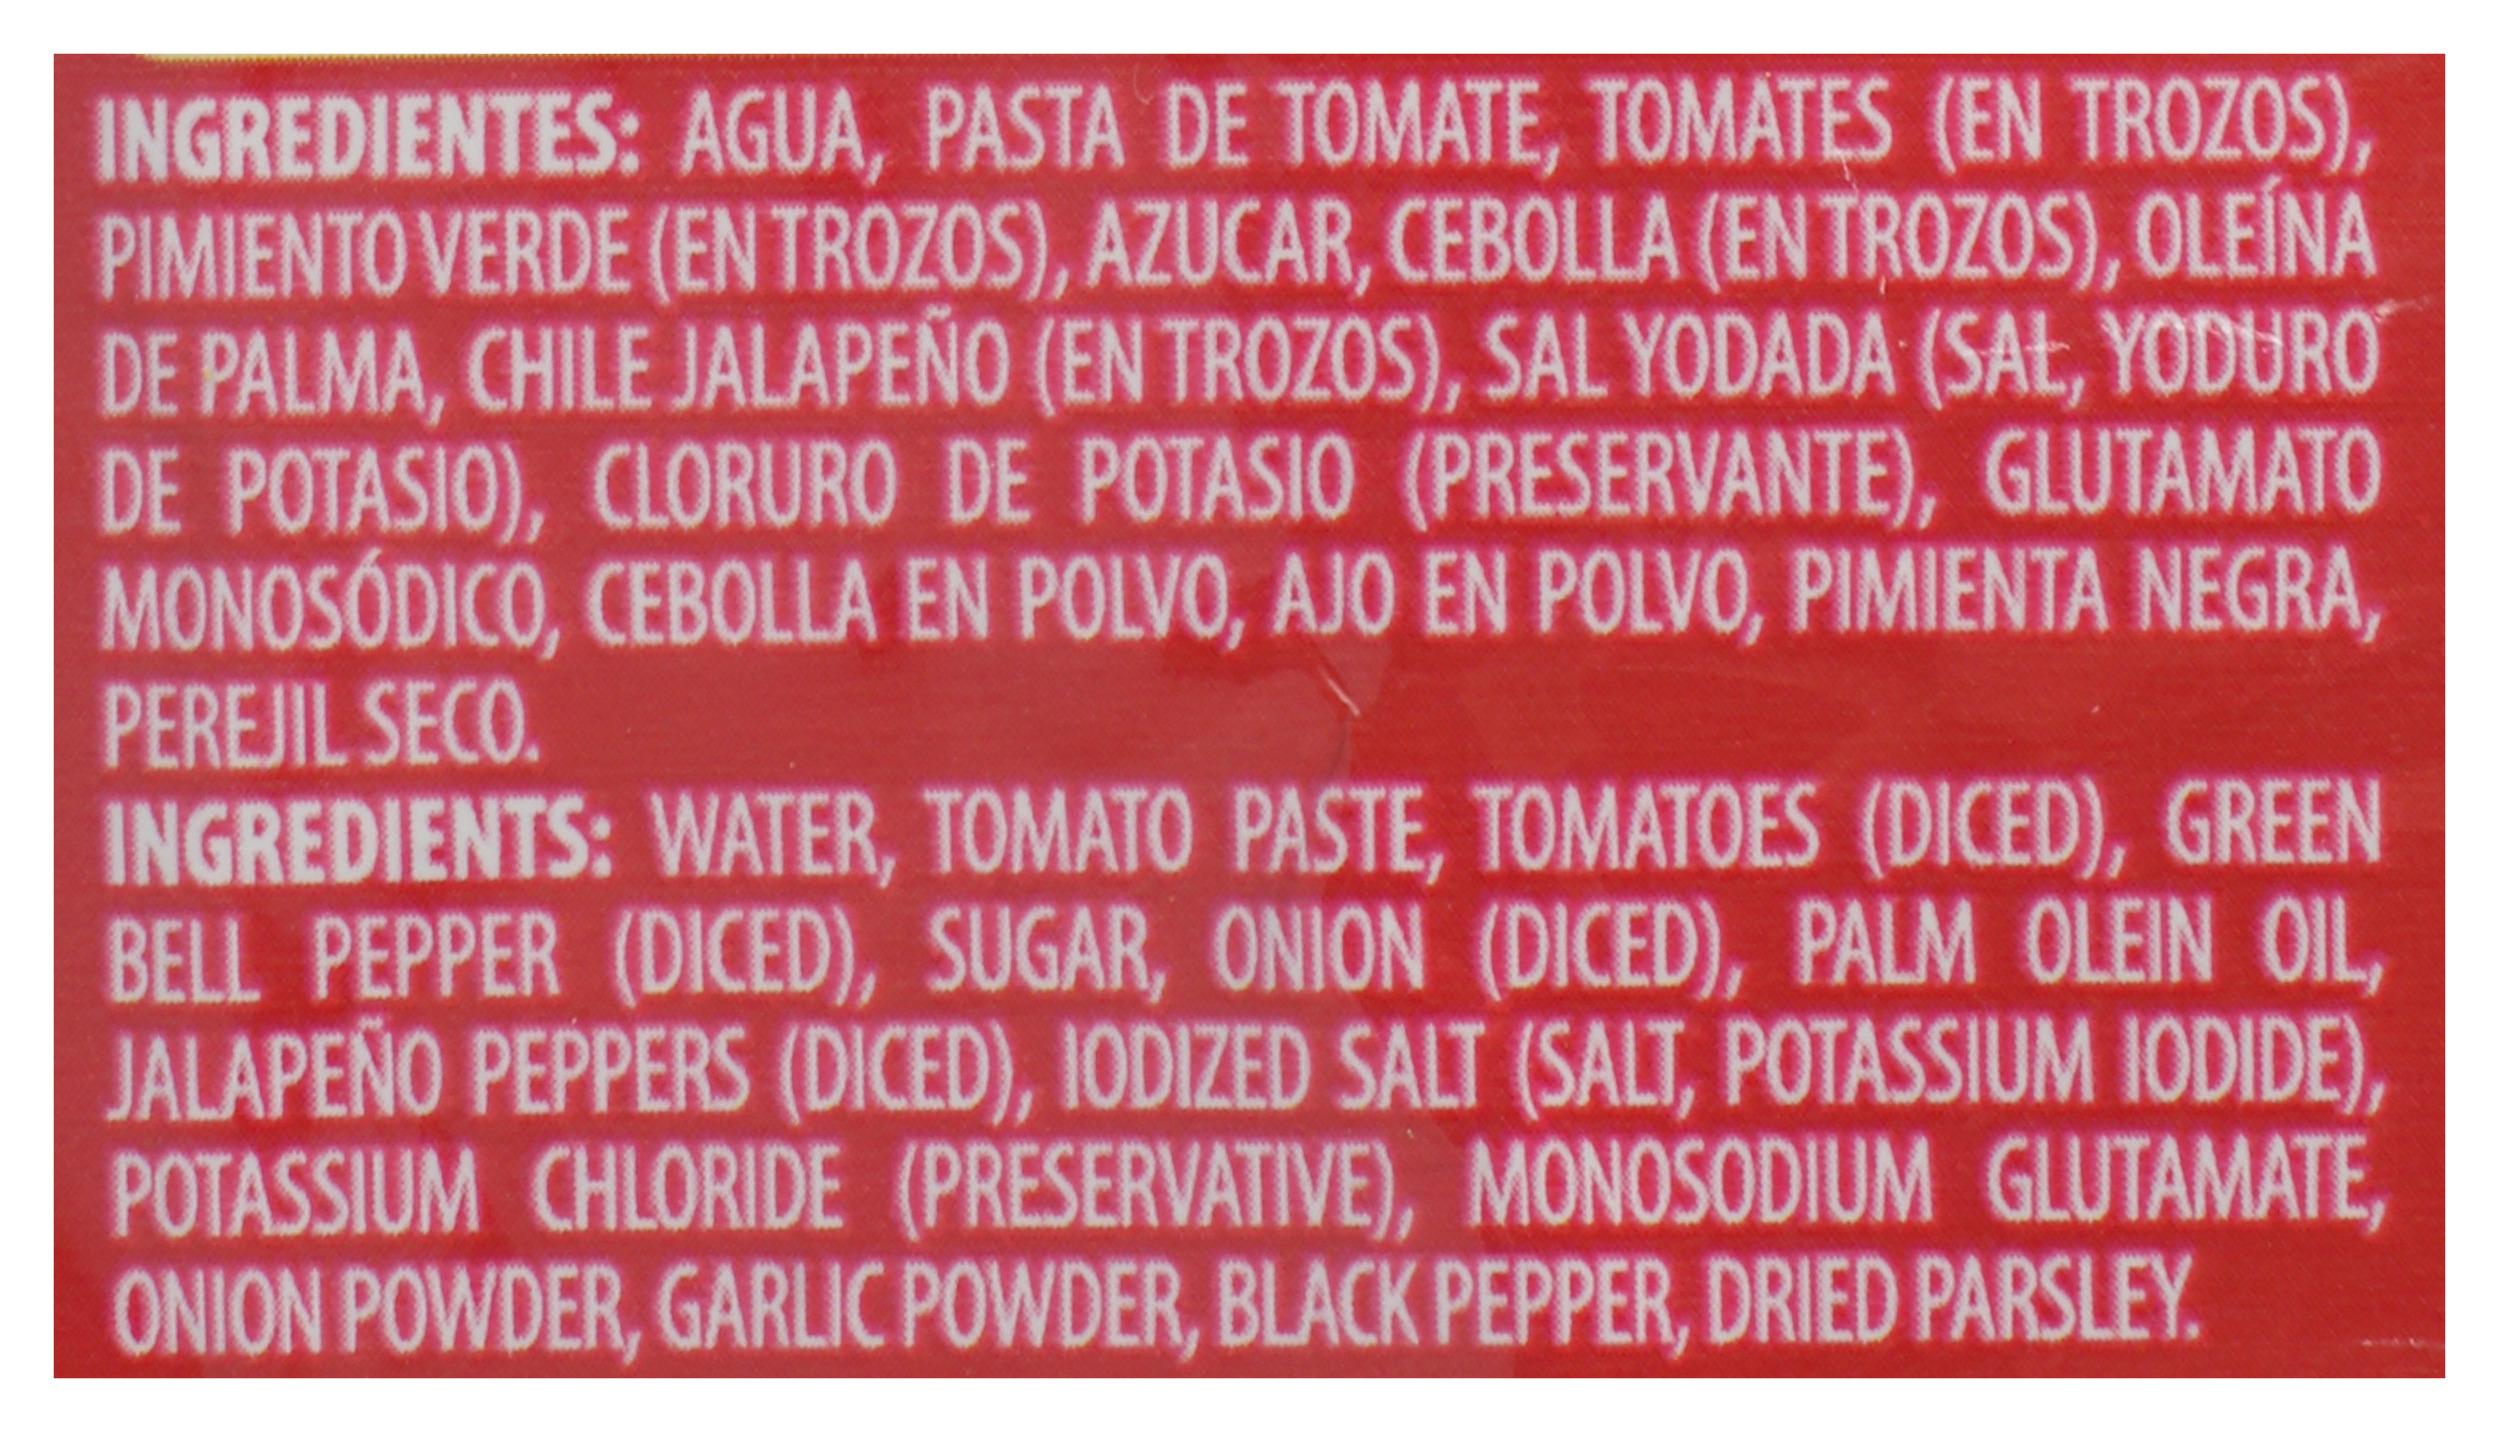 INGREDIENTES: AGUA, PASTA DE TOMATE, TOMATES (EN TROZOS),
PIMIENTO VERDE (EN TROZOS), AZUCAR, CEBOLLA (EN TROZOS), OLEÍNA
DE PALMA, CHILE JALAPEÑO (EN TROZOS), SAL YODADA (SAL, YODURO
DE POTASIO), CLORURO DE POTASIO (PRESERVANTE), GLUTAMATO
MONOSÓDICO, CEBOLLA EN POLVO, AJO EN POLVO, PIMIENTA NEGRA,
PEREJIL SECO.
INGREDIENTS: WATER, TOMATO PASTE, TOMATOES (DICED), GREEN
BELL PEPPER (DICED), SUGAR, ONION (DICED), PALM OLEIN OIL,
JALAPEÑO PEPPERS (DICED), IODIZED SALT (SALT, POTASSIUM IODIDE),
POTASSIUM CHLORIDE (PRESERVATIVE), MONOSODIUM GLUTAMATE,
ONION POWDER, GARLIC POWDER, BLACK PEPPER, DRIED PARSLEY.